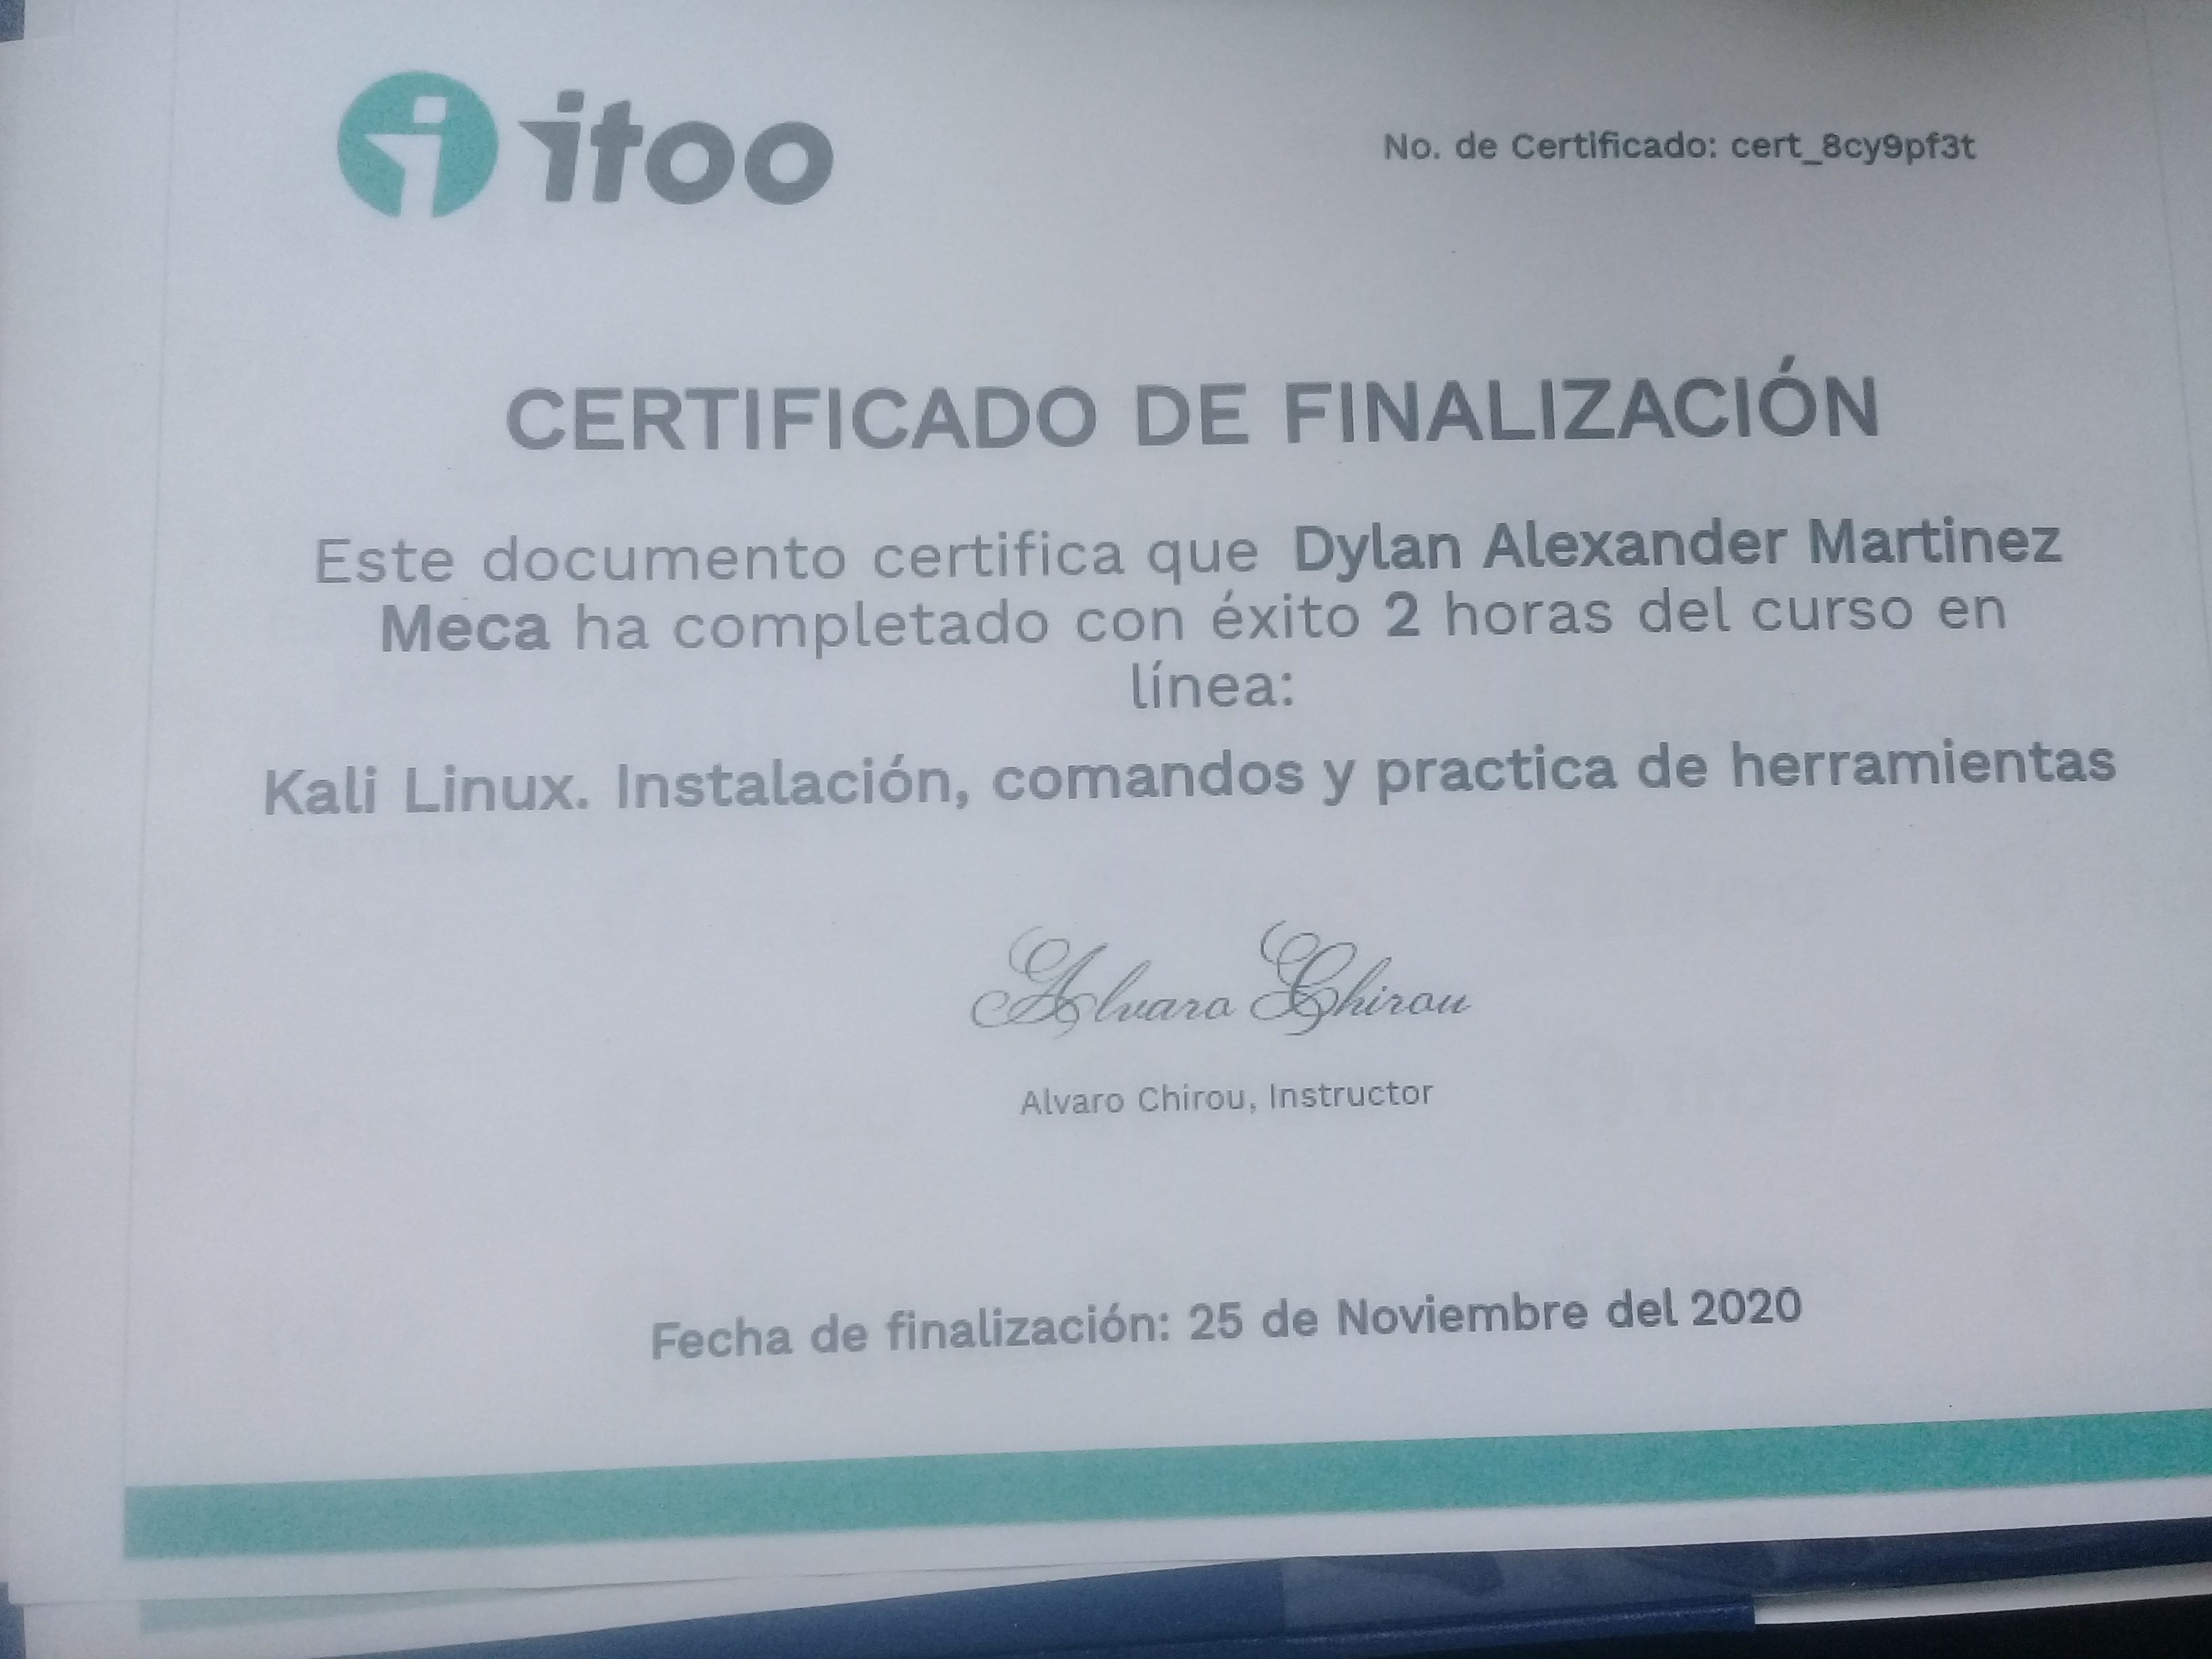 itoo
No. de Certificado: cert_8cy9pf3t
CERTIFICADO DE FINALIZACIÓN
Este documento certifica que Dylan Alexander Martinez
Meca ha completado con éxito 2 horas del curso en
línea:
Kali Linux. Instalación, comandos y practica de herramientas
Alvaro Chirou
Alvaro Chirou, Instructor
Fecha de finalización: 25 de Noviembre del 2020